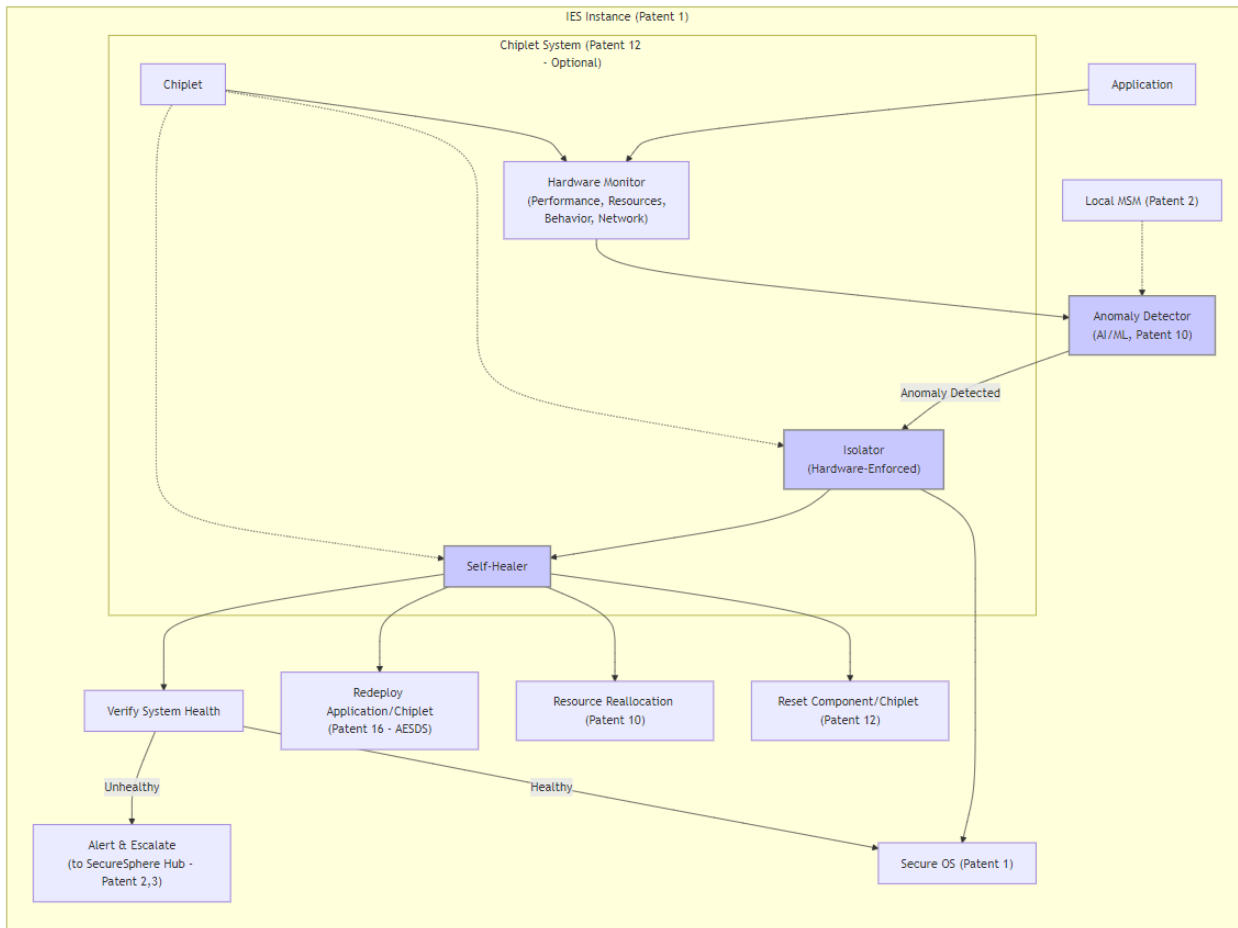 IES Instance (Patent 1)
Chiplet System (Patent 12
- Optional)
Chiplet
Application
Hardware Monitor
(Performance, Resources,
Behavior, Network)
Local MSM (Patent 2)
Anomaly Detector
(AI/ML, Patent 10)
Anomaly Detected
Isolator
(Hardware-Enforced)
Self-Healer
Verify System Health
Redeploy
Application/Chiplet
(Patent 16 - AESDS)
Resource Reallocation
(Patent 10)
Reset Component/Chiplet
(Patent 12)
Unhealthy
Healthy
Alert & Escalate
(to SecureSphere Hub -
Patent 2,3)
Secure OS (Patent 1)